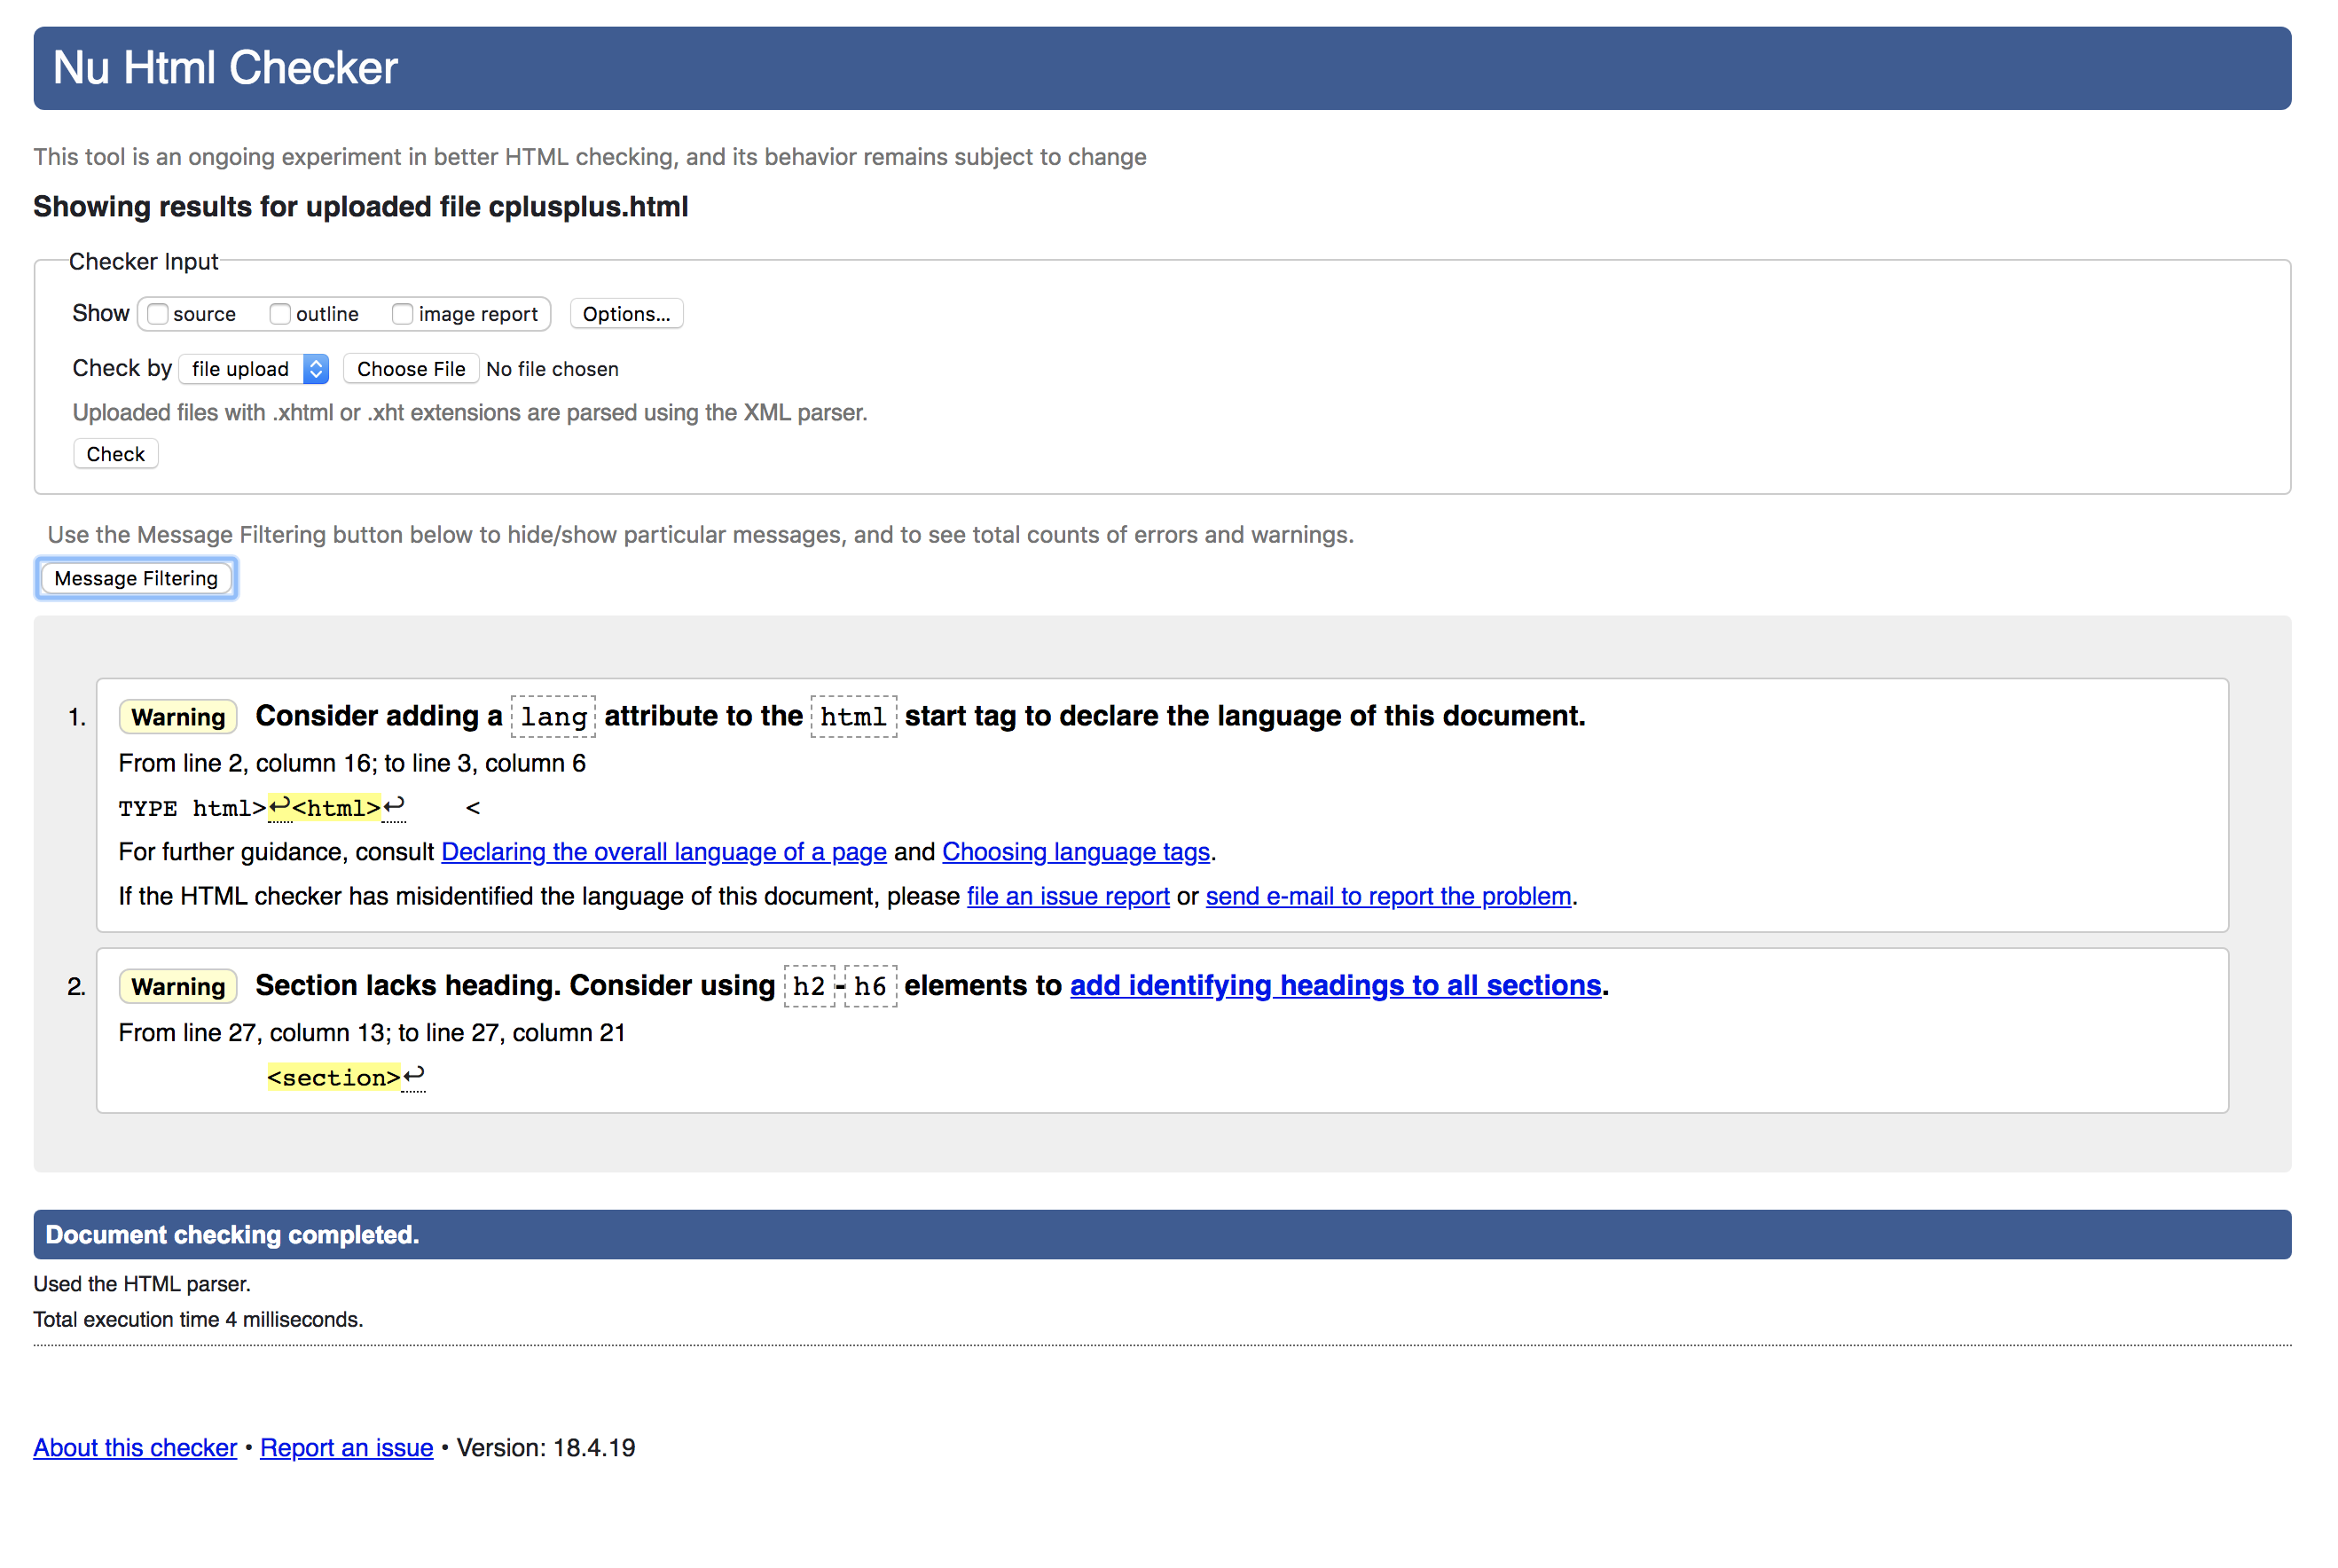 Nu Html Checker
This tool is an ongoing experiment in better HTML checking, and its behavior remains subject to change
Showing results for uploaded file cplusplus.html
Checker Input
Show source outline image report Options...
Check by file upload Choose File No file chosen
Uploaded files with .xhtml or .xht extensions are parsed using the XML parser.
Check
Use the Message Filtering button below to hide/show particular messages, and to see total counts of errors and warnings.
Message Filtering
1. Warning Consider adding a lang attribute to the html start tag to declare the language of this document.
From line 2, column 16; to line 3, column 6
TYPE html>↩<html>↩ <
For further guidance, consult Declaring the overall language of a page and Choosing language tags.
If the HTML checker has misidentified the language of this document, please file an issue report or send e-mail to report the problem.
2. Warning Section lacks heading. Consider using h2-h6 elements to add identifying headings to all sections.
From line 27, column 13; to line 27, column 21
<section>↩
Document checking completed.
Used the HTML parser.
Total execution time 4 milliseconds.
About this checker • Report an issue • Version: 18.4.19